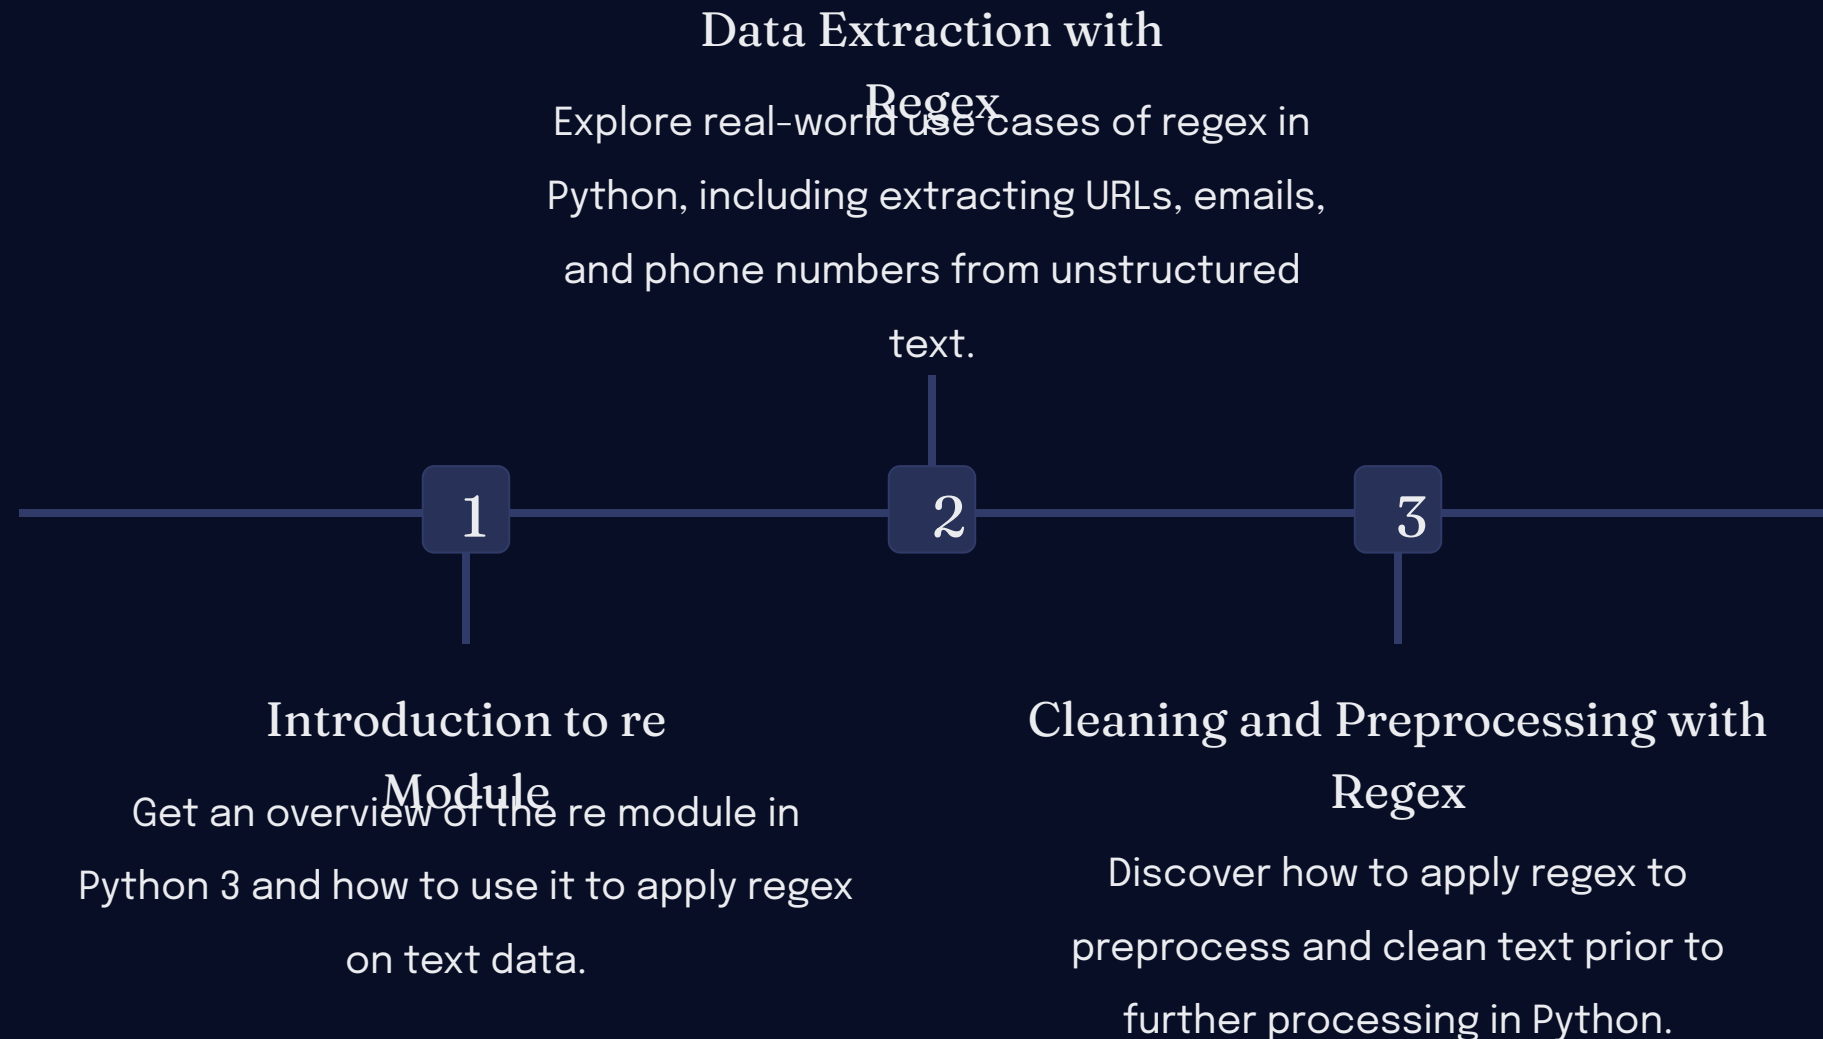 Data Extraction with
Regex
Explore real-world use cases of regex in
Python, including extracting URLs, emails,
and phone numbers from unstructured
text.
1
2
3
Introduction to re
Module
Get an overview of the re module in
Python 3 and how to use it to apply regex
on text data.
Cleaning and Preprocessing with
Regex
Discover how to apply regex to
preprocess and clean text prior to
further processing in Python.